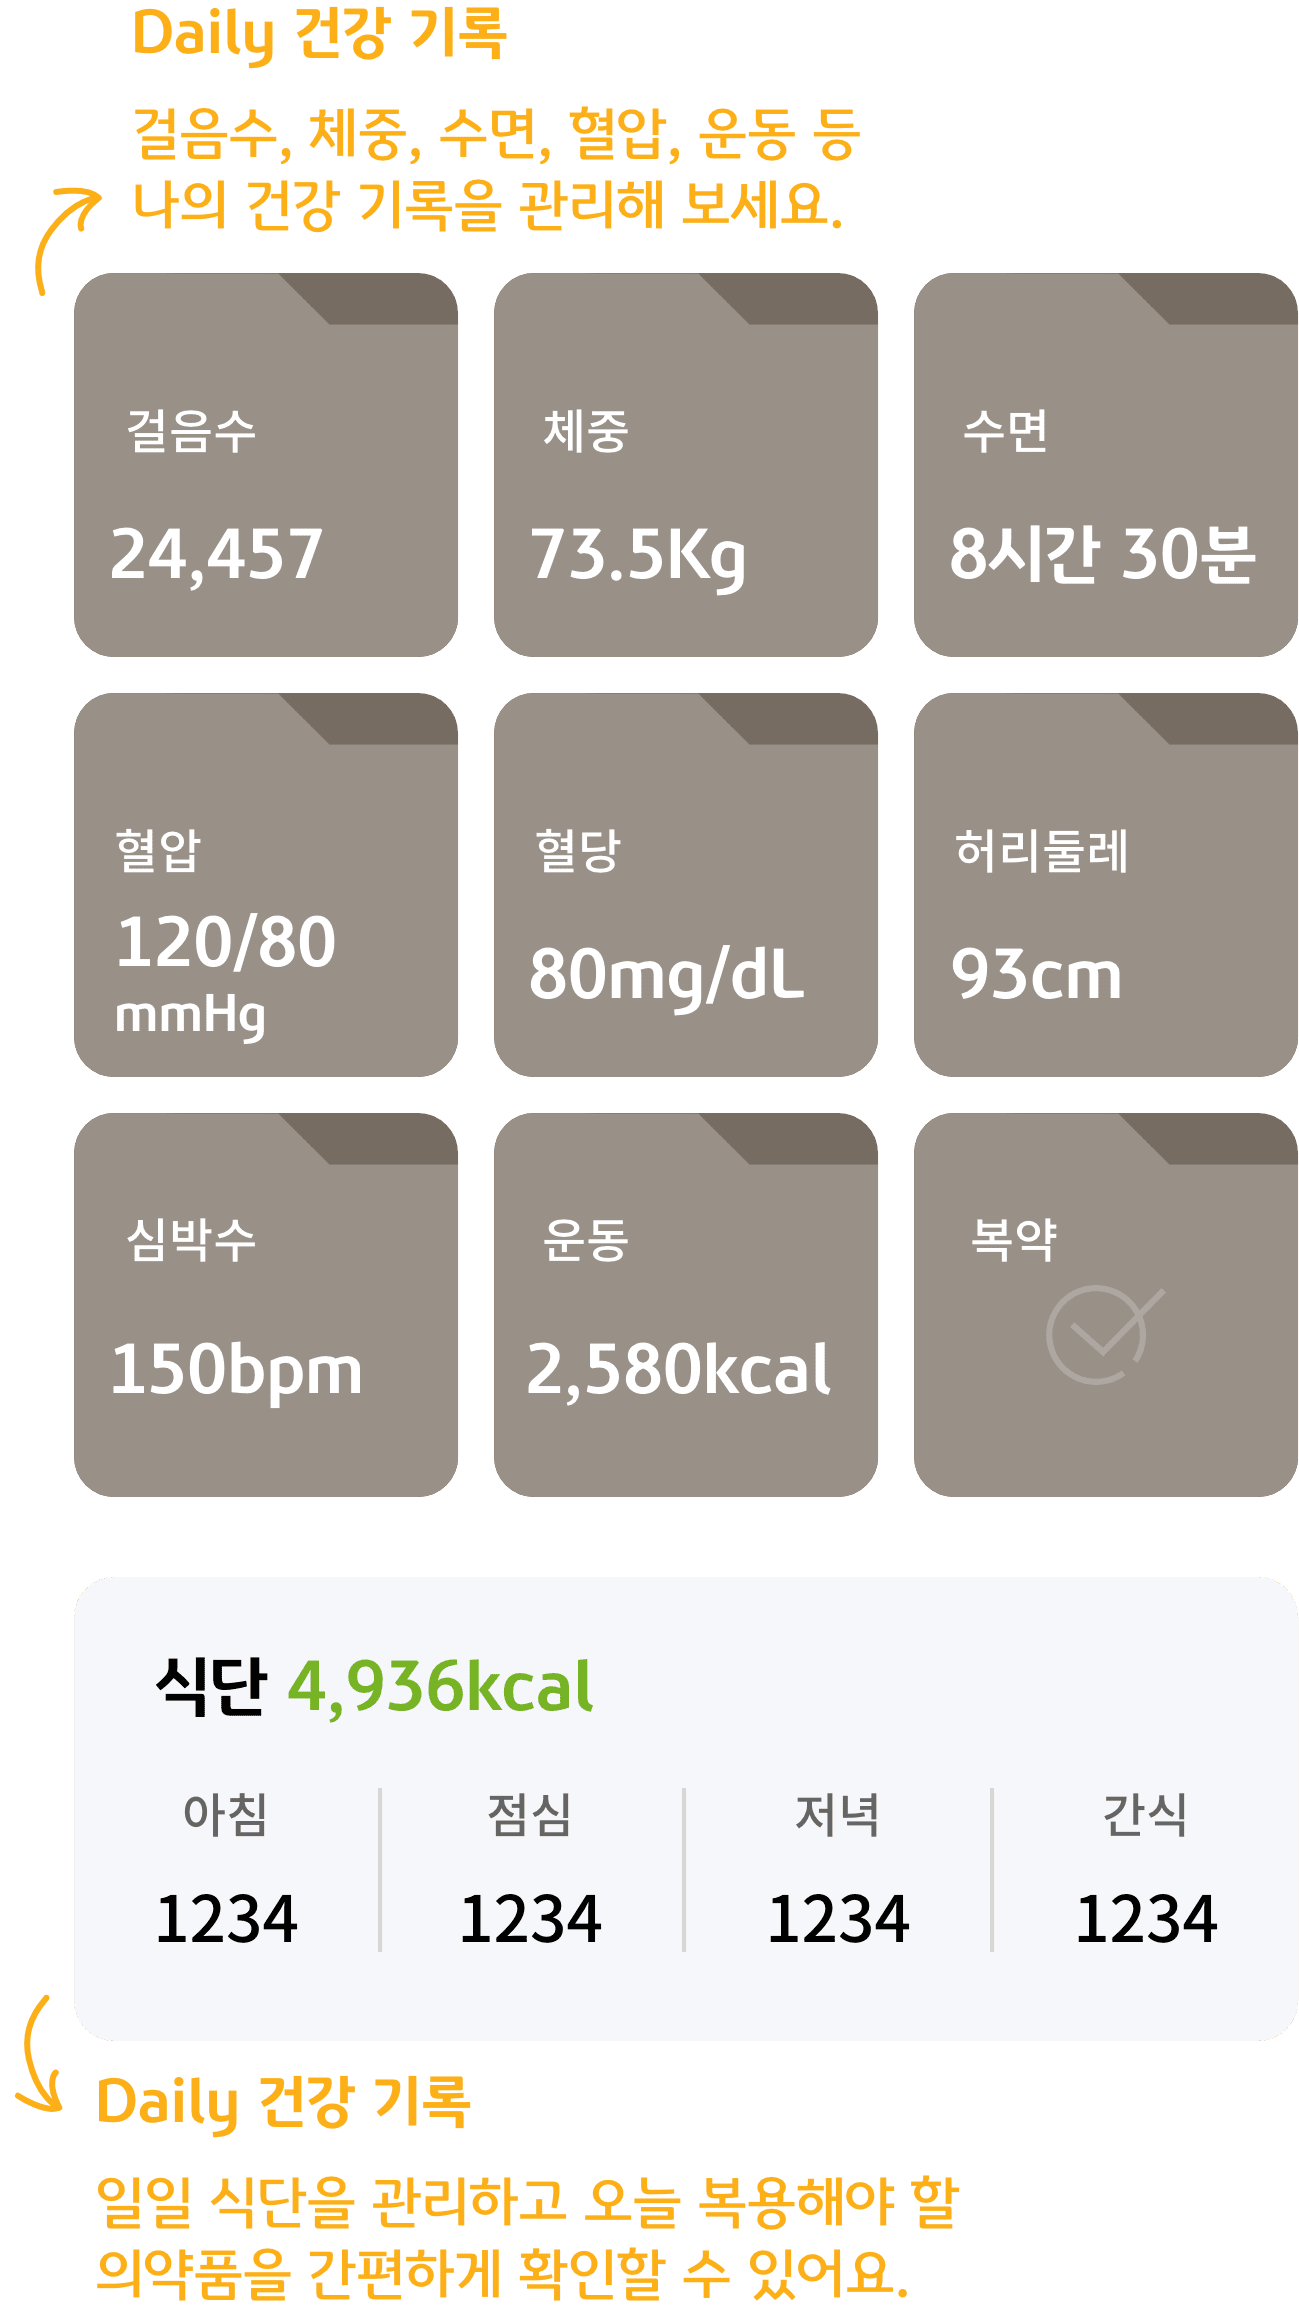 Daily 건강 기록
걸음수, 체중, 수면, 혈압, 운동 등
나의 건강 기록을 관리해 보세요.
걸음수
24,457
체중
73.5Kg
수면
8시간 30분
혈압
120/80
mmHg
혈당
80mg/dL
허리둘레
93cm
심박수
150bpm
운동
2,580kcal
복약
식단 4,936kcal
아침
1234
점심
1234
저녁
1234
간식
1234
Daily 건강 기록
일일 식단을 관리하고 오늘 복용해야 할
의약품을 간편하게 확인할 수 있어요.